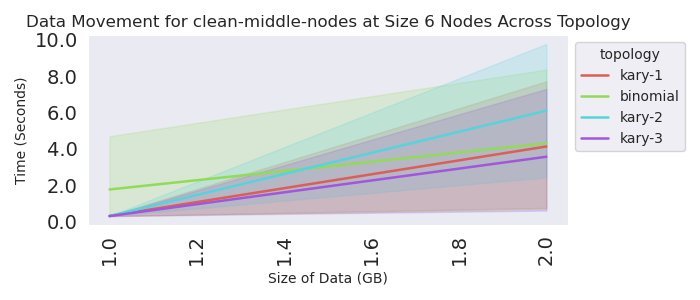 Data Movement for clean-middle-nodes at Size 6 Nodes Across Topology
Time (Seconds)
10.0
8.0
6.0
4.0
2.0
0.0
1.0
1.2
1.4
1.6
1.8
2.0
Size of Data (GB)
topology
kary-1
binomial
kary-2
kary-3